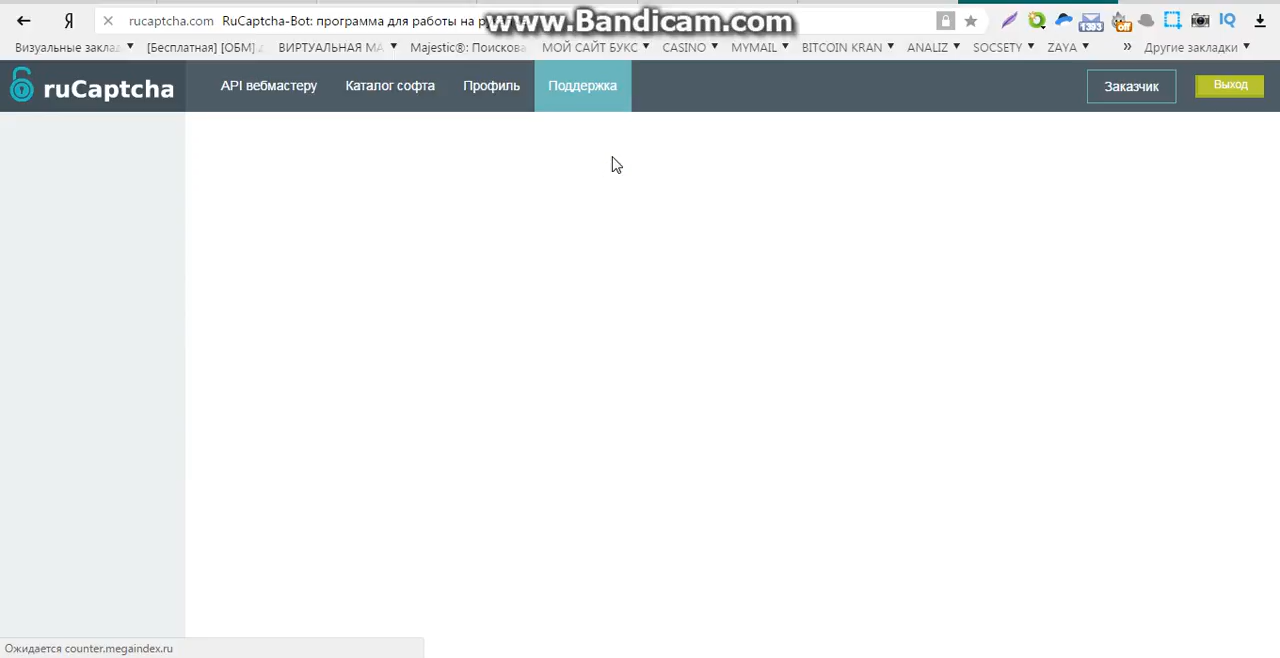 www.Bandicam.com
Я rucaptcha.com RuCaptcha-Bot: программа для работы на
Визуальные заклад [Бесплатная] [ОБМ] ВИРТУАЛЬНАЯ МА Majestic®: Поискова МОЙ САЙТ БУКС CASINO MYMAIL BITCOIN KRAN ANALIZ SOCSETY ZAYA » Другие закладки
ruCaptcha API вебмастеру Каталог софта Профиль Поддержка Заказчик Выход
Ожидается counter.megaindex.ru